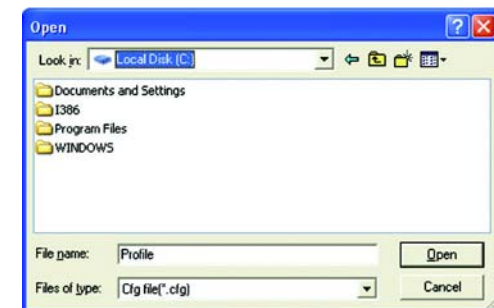 Open
Look in: Local Disk (C:)
Documents and Settings
I386
Program Files
WINDOWS
File name: Profile Open
Files of type: Cfg file(*.cfg) Cancel